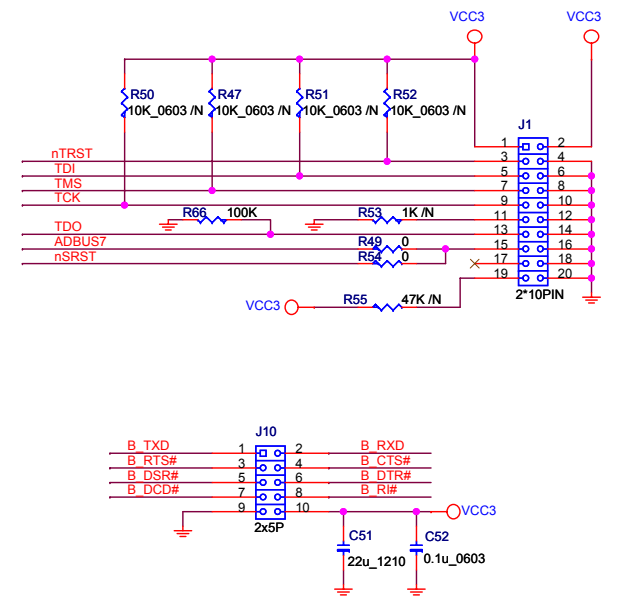 VCC3 VCC3
R50 R47 R51 R52
10K_0603 /N 10K_0603 /N 10K_0603 /N 10K_0603 /N
J1
1 2
nTRST 3 4
TDI 5 6
TMS 7 8
TCK 9 10
R66 100K R53 1K /N 11 12
TDO 13 14
ADBUS7 R49 0 15 16
nSRST R54 0 17 18
19 20
2*10PIN
VCC3 R55 47K /N
J10
B_TXD 1 2 B_RXD
B_RTS# 3 4 B_CTS#
B_DSR# 5 6 B_DTR#
B_DCD# 7 8 B_RI#
9 10 VCC3
2x5P
C51 C52
22u_1210 0.1u_0603